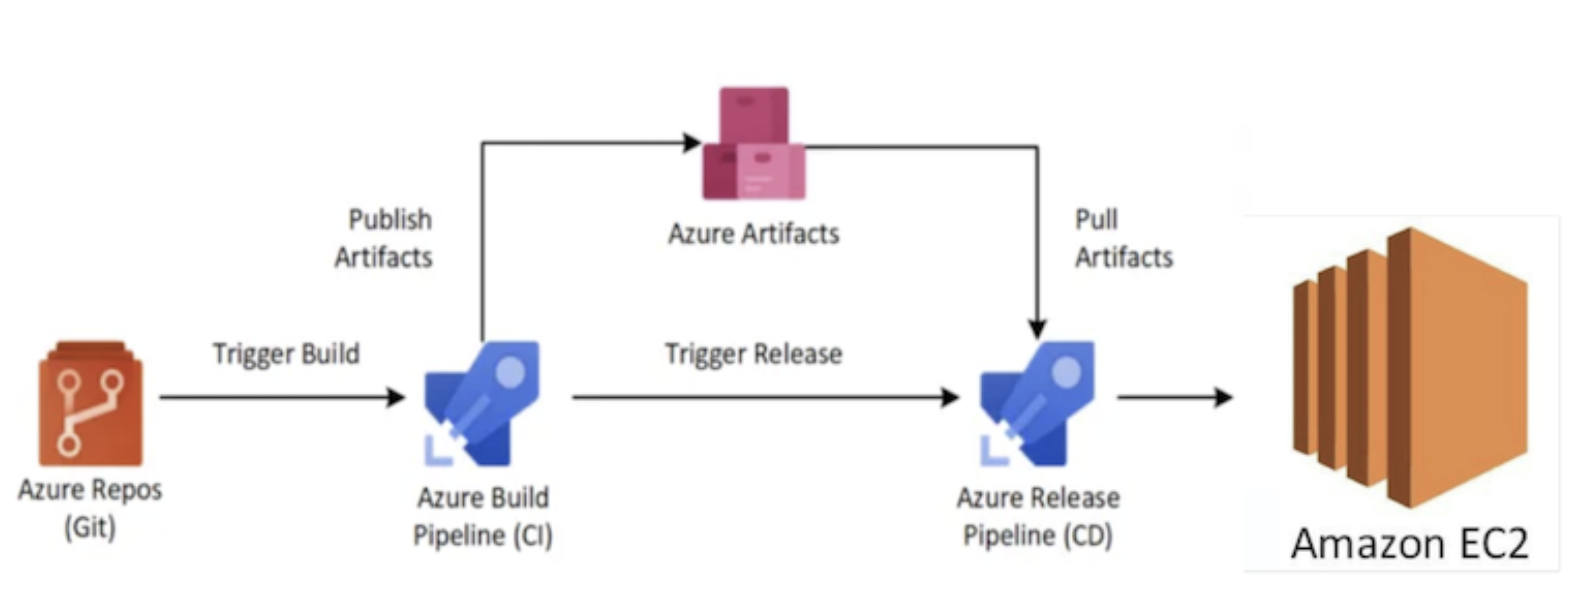 Publish
Artifacts
Azure Artifacts
Pull
Artifacts
Trigger Build
Trigger Release
Azure Repos
(Git)
Azure Build
Pipeline (CI)
Azure Release
Pipeline (CD)
Amazon EC2